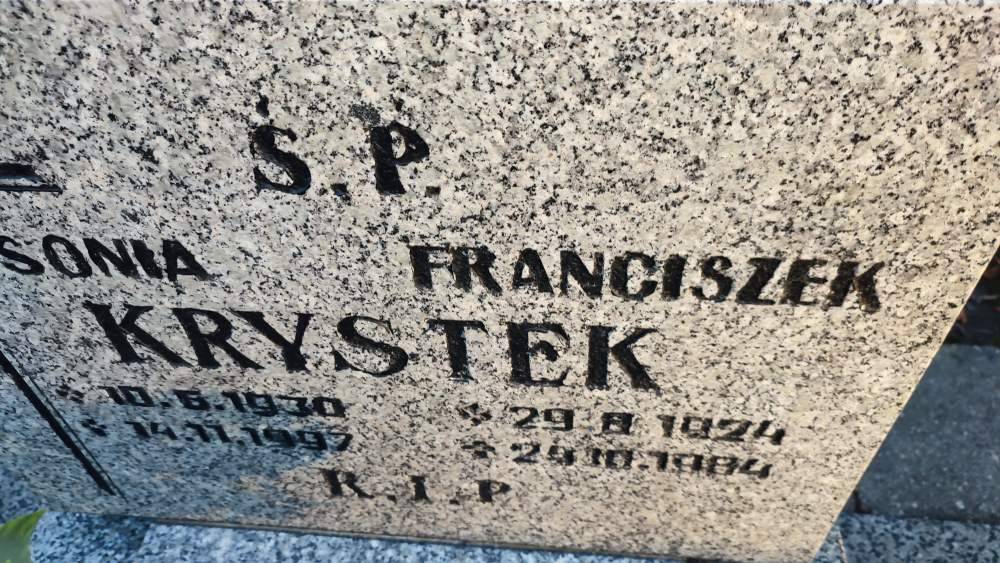 Ś.P.
SONIA FRANCISZEK
KRYSTEK
10.6.1930 29.8.1924
14.11.1997 29.10.1984
R.I.P